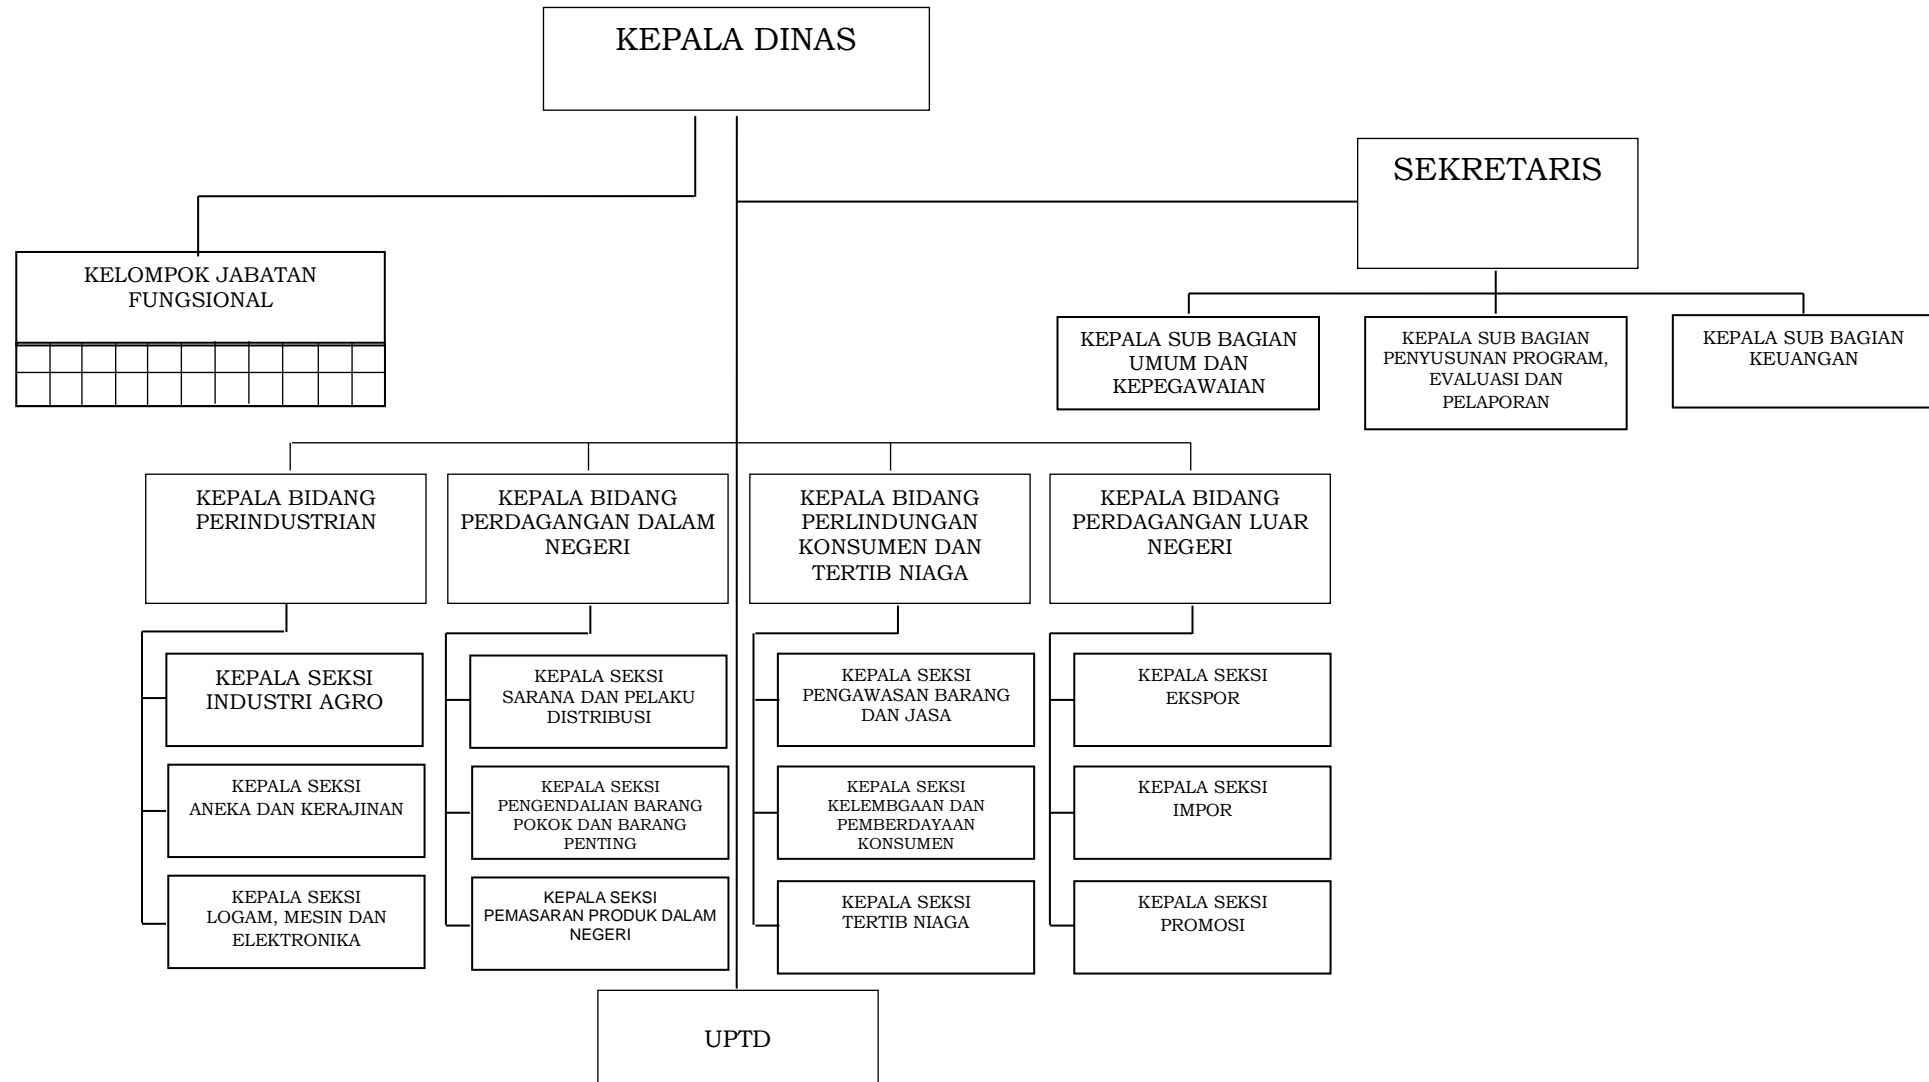 KEPALA DINAS
SEKRETARIS
KELOMPOK JABATAN
FUNGSIONAL
KEPALA SUB BAGIAN
UMUM DAN
KEPEGAWAIAN
KEPALA SUB BAGIAN
PENYUSUNAN PROGRAM,
EVALUASI DAN
PELAPORAN
KEPALA SUB BAGIAN
KEUANGAN
KEPALA BIDANG
PERINDUSTRIAN
KEPALA BIDANG
PERDAGANGAN DALAM
NEGERI
KEPALA BIDANG
PERLINDUNGAN
KONSUMEN DAN
TERTIB NIAGA
KEPALA BIDANG
PERDAGANGAN LUAR
NEGERI
KEPALA SEKSI
INDUSTRI AGRO
KEPALA SEKSI
SARANA DAN PELAKU
DISTRIBUSI
KEPALA SEKSI
PENGAWASAN BARANG
DAN JASA
KEPALA SEKSI
EKSPOR
KEPALA SEKSI
ANEKA DAN KERAJINAN
KEPALA SEKSI
PENGENDALIAN BARANG
POKOK DAN BARANG
PENTING
KEPALA SEKSI
KELEMBGAAN DAN
PEMBERDAYAAN
KONSUMEN
KEPALA SEKSI
IMPOR
KEPALA SEKSI
LOGAM, MESIN DAN
ELEKTRONIKA
KEPALA SEKSI
PEMASARAN PRODUK DALAM
NEGERI
KEPALA SEKSI
TERTIB NIAGA
KEPALA SEKSI
PROMOSI
UPTD